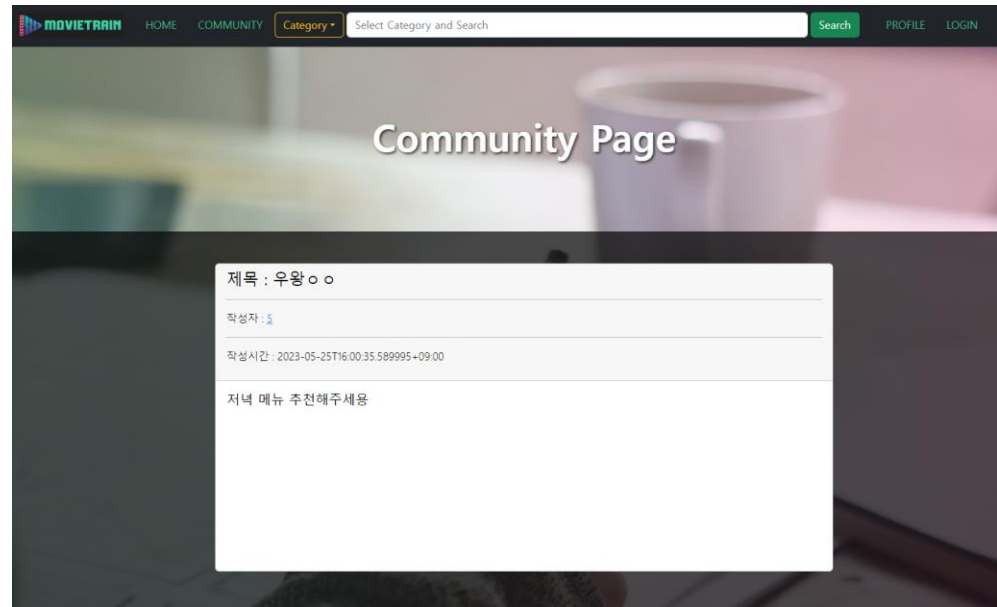 MOVIETRAIN HOME COMMUNITY Category Select Category and Search Search PROFILE LOGIN
Community Page
제목 : 우왕ㅇㅇ
작성자 : 5
작성시간 : 2023-05-25T16:00:35.589995+09:00
저녁 메뉴 추천해주세용